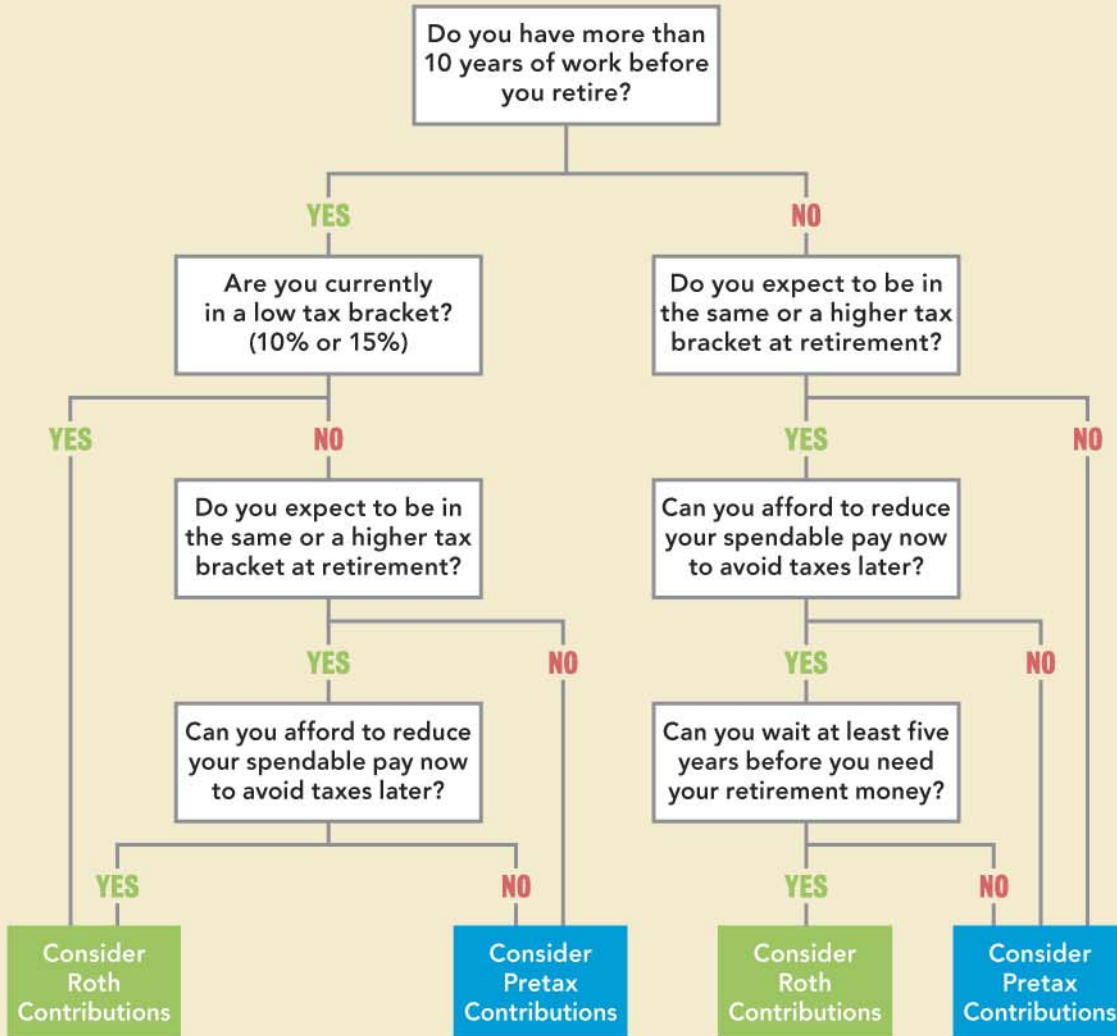 Do you have more than
10 years of work before
you retire?
YES
NO
Are you currently
in a low tax bracket?
(10% or 15%)
Do you expect to be in
the same or a higher tax
bracket at retirement?
YES
NO
YES
NO
Do you expect to be in
the same or a higher tax
bracket at retirement?
Can you afford to reduce
your spendable pay now
to avoid taxes later?
YES
NO
YES
NO
Can you afford to reduce
your spendable pay now
to avoid taxes later?
Can you wait at least five
years before you need
your retirement money?
YES
NO
YES
NO
Consider
Roth
Contributions
Consider
Pretax
Contributions
Consider
Roth
Contributions
Consider
Pretax
Contributions